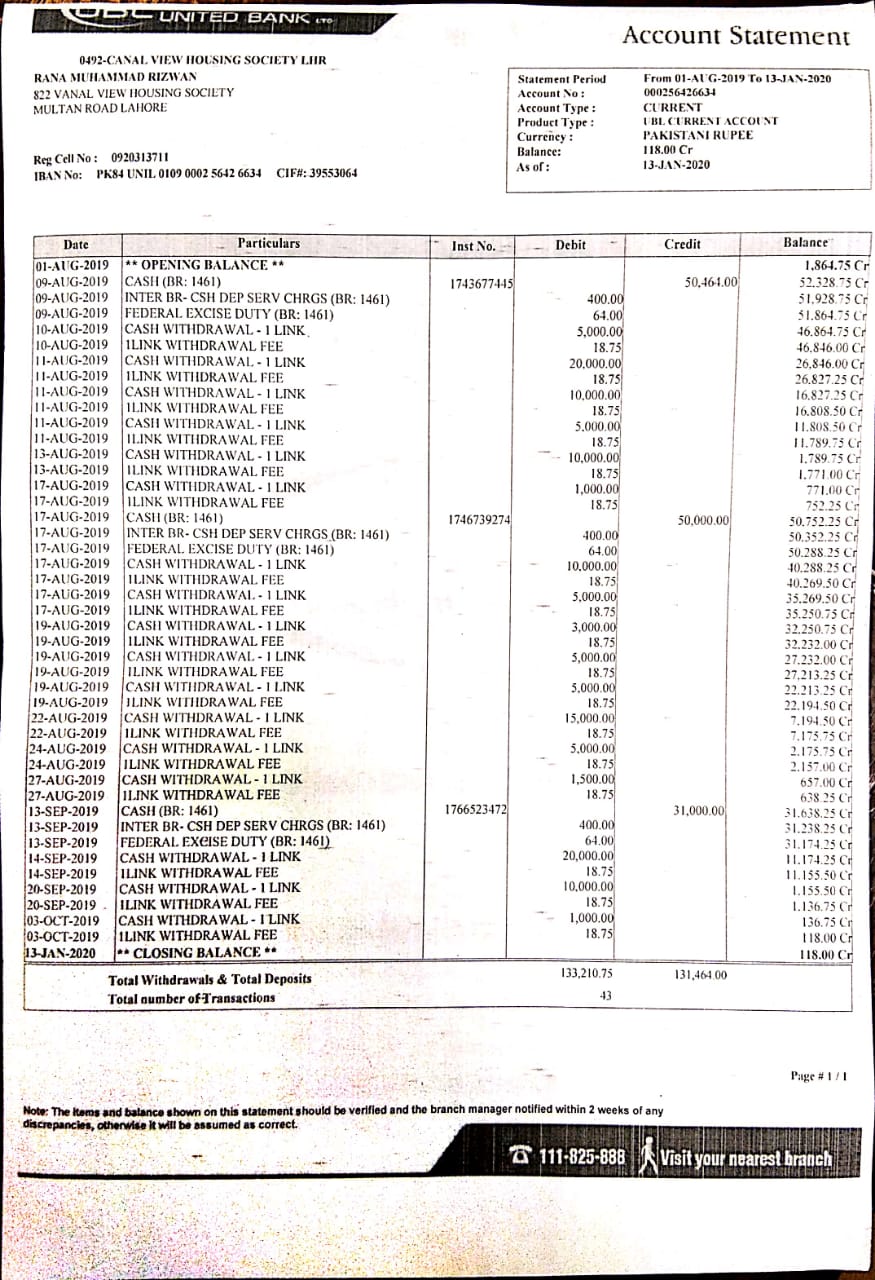 UBL UNITED BANK LTD
Account Statement
0492-CANAL VIEW HOUSING SOCIETY LHR
RANA MUHAMMAD RIZWAN
822 VANAL VIEW HOUSING SOCIETY
MULTAN ROAD LAHORE
Statement Period From 01-AUG-2019 To 13-JAN-2020
Account No : 000256426634
Account Type : CURRENT
Product Type : UBL CURRENT ACCOUNT
Currency : PAKISTANI RUPEE
Balance: 118.00 Cr
As of : 13-JAN-2020
Reg Cell No : 0920313711
IBAN No: PK84 UNIL 0109 0002 5642 6634 CIF#: 39553064
Date Particulars Inst No. Debit Credit Balance
01-AUG-2019 ** OPENING BALANCE ** 1,864.75 Cr
09-AUG-2019 CASH (BR: 1461) 1743677445 50,464.00 52.328.75 Cr
09-AUG-2019 INTER BR- CSH DEP SERV CHRGS (BR: 1461) 400.00 51,928.75 Cr
09-AUG-2019 FEDERAL EXCISE DUTY (BR: 1461) 64.00 51.864.75 Cr
10-AUG-2019 CASH WITHDRAWAL - 1 LINK 5,000.00 46.864.75 Cr
10-AUG-2019 1LINK WITHDRAWAL FEE 18.75 46,846.00 Cr
11-AUG-2019 CASH WITHDRAWAL - 1 LINK 20,000.00 26,846.00 Cr
11-AUG-2019 1LINK WITHDRAWAL FEE 18.75 26.827.25 Cr
11-AUG-2019 CASH WITHDRAWAL - 1 LINK 10,000.00 16.827.25 Cr
11-AUG-2019 1LINK WITHDRAWAL FEE 18.75 16.808.50 Cr
11-AUG-2019 CASH WITHDRAWAL - 1 LINK 5,000.00 11.808.50 Cr
11-AUG-2019 1LINK WITHDRAWAL FEE 18.75 11.789.75 Cr
13-AUG-2019 CASH WITHDRAWAL - 1 LINK 10,000.00 1,789.75 Cr
13-AUG-2019 1LINK WITHDRAWAL FEE 18.75 1,771.00 Cr
17-AUG-2019 CASH WITHDRAWAL - 1 LINK 1,000.00 771.00 Cr
17-AUG-2019 1LINK WITHDRAWAL FEE 18.75 752.25 Cr
17-AUG-2019 CASH (BR: 1461) 1746739274 50,000.00 50.752.25 Cr
17-AUG-2019 INTER BR- CSH DEP SERV CHRGS (BR: 1461) 400.00 50.352.25 Cr
17-AUG-2019 FEDERAL EXCISE DUTY (BR: 1461) 64.00 50.288.25 Cr
17-AUG-2019 CASH WITHDRAWAL - 1 LINK 10,000.00 40.288.25 Cr
17-AUG-2019 1LINK WITHDRAWAL FEE 18.75 40.269.50 Cr
17-AUG-2019 CASH WITHDRAWAL - 1 LINK 5,000.00 35.269.50 Cr
17-AUG-2019 1LINK WITHDRAWAL FEE 18.75 35.250.75 Cr
19-AUG-2019 CASH WITHDRAWAL - 1 LINK 3,000.00 32.250.75 Cr
19-AUG-2019 1LINK WITHDRAWAL FEE 18.75 32.232.00 Cr
19-AUG-2019 CASH WITHDRAWAL - 1 LINK 5,000.00 27.232.00 Cr
19-AUG-2019 1LINK WITHDRAWAL FEE 18.75 27.213.25 Cr
19-AUG-2019 CASH WITHDRAWAL - 1 LINK 5,000.00 22.213.25 Cr
19-AUG-2019 1LINK WITHDRAWAL FEE 18.75 22.194.50 Cr
22-AUG-2019 CASH WITHDRAWAL - 1 LINK 15,000.00 7.194.50 Cr
22-AUG-2019 1LINK WITHDRAWAL FEE 18.75 7.175.75 Cr
24-AUG-2019 CASH WITHDRAWAL - 1 LINK 5,000.00 2.175.75 Cr
24-AUG-2019 1LINK WITHDRAWAL FEE 18.75 2.157.00 Cr
27-AUG-2019 CASH WITHDRAWAL - 1 LINK 1,500.00 657.00 Cr
27-AUG-2019 1LINK WITHDRAWAL FEE 18.75 638.25 Cr
13-SEP-2019 CASH (BR: 1461) 1766523472 31,000.00 31.638.25 Cr
13-SEP-2019 INTER BR- CSH DEP SERV CHRGS (BR: 1461) 400.00 31.238.25 Cr
13-SEP-2019 FEDERAL EXCISE DUTY (BR: 1461) 64.00 31.174.25 Cr
14-SEP-2019 CASH WITHDRAWAL - 1 LINK 20,000.00 11.174.25 Cr
14-SEP-2019 1LINK WITHDRAWAL FEE 18.75 11.155.50 Cr
20-SEP-2019 CASH WITHDRAWAL - 1 LINK 10,000.00 1.155.50 Cr
20-SEP-2019 1LINK WITHDRAWAL FEE 18.75 1.136.75 Cr
03-OCT-2019 CASH WITHDRAWAL - 1 LINK 1,000.00 136.75 Cr
03-OCT-2019 1LINK WITHDRAWAL FEE 18.75 118.00 Cr
13-JAN-2020 ** CLOSING BALANCE ** 118.00 Cr
Total Withdrawals & Total Deposits 133,210.75 131,464.00
Total number of Transactions 43
Page # 1 / 1
Note: The items and balance shown on this statement should be verified and the branch manager notified within 2 weeks of any
discrepancies, otherwise it will be assumed as correct.
111-825-888 Visit your nearest branch